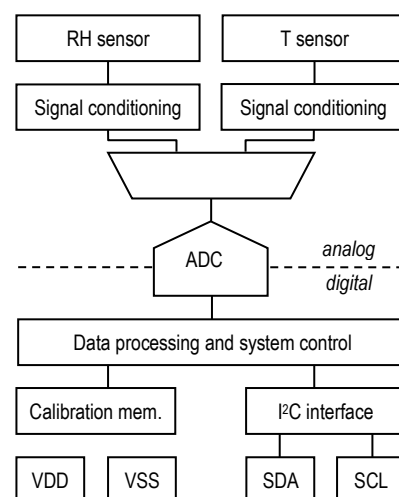 RH sensor
T sensor
Signal conditioning
Signal conditioning
ADC
analog
digital
Data processing and system control
Calibration mem.
I²C interface
VDD
VSS
SDA
SCL